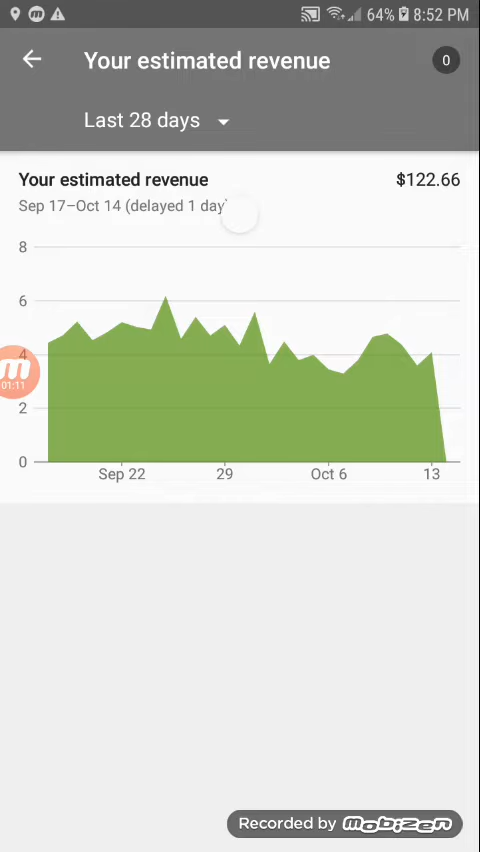 64% 8:52 PM
Your estimated revenue 0
Last 28 days
Your estimated revenue $122.66
Sep 17–Oct 14 (delayed 1 day)
8
6
4
m
01:11
2
0
Sep 22 29 Oct 6 13
Recorded by mobizen